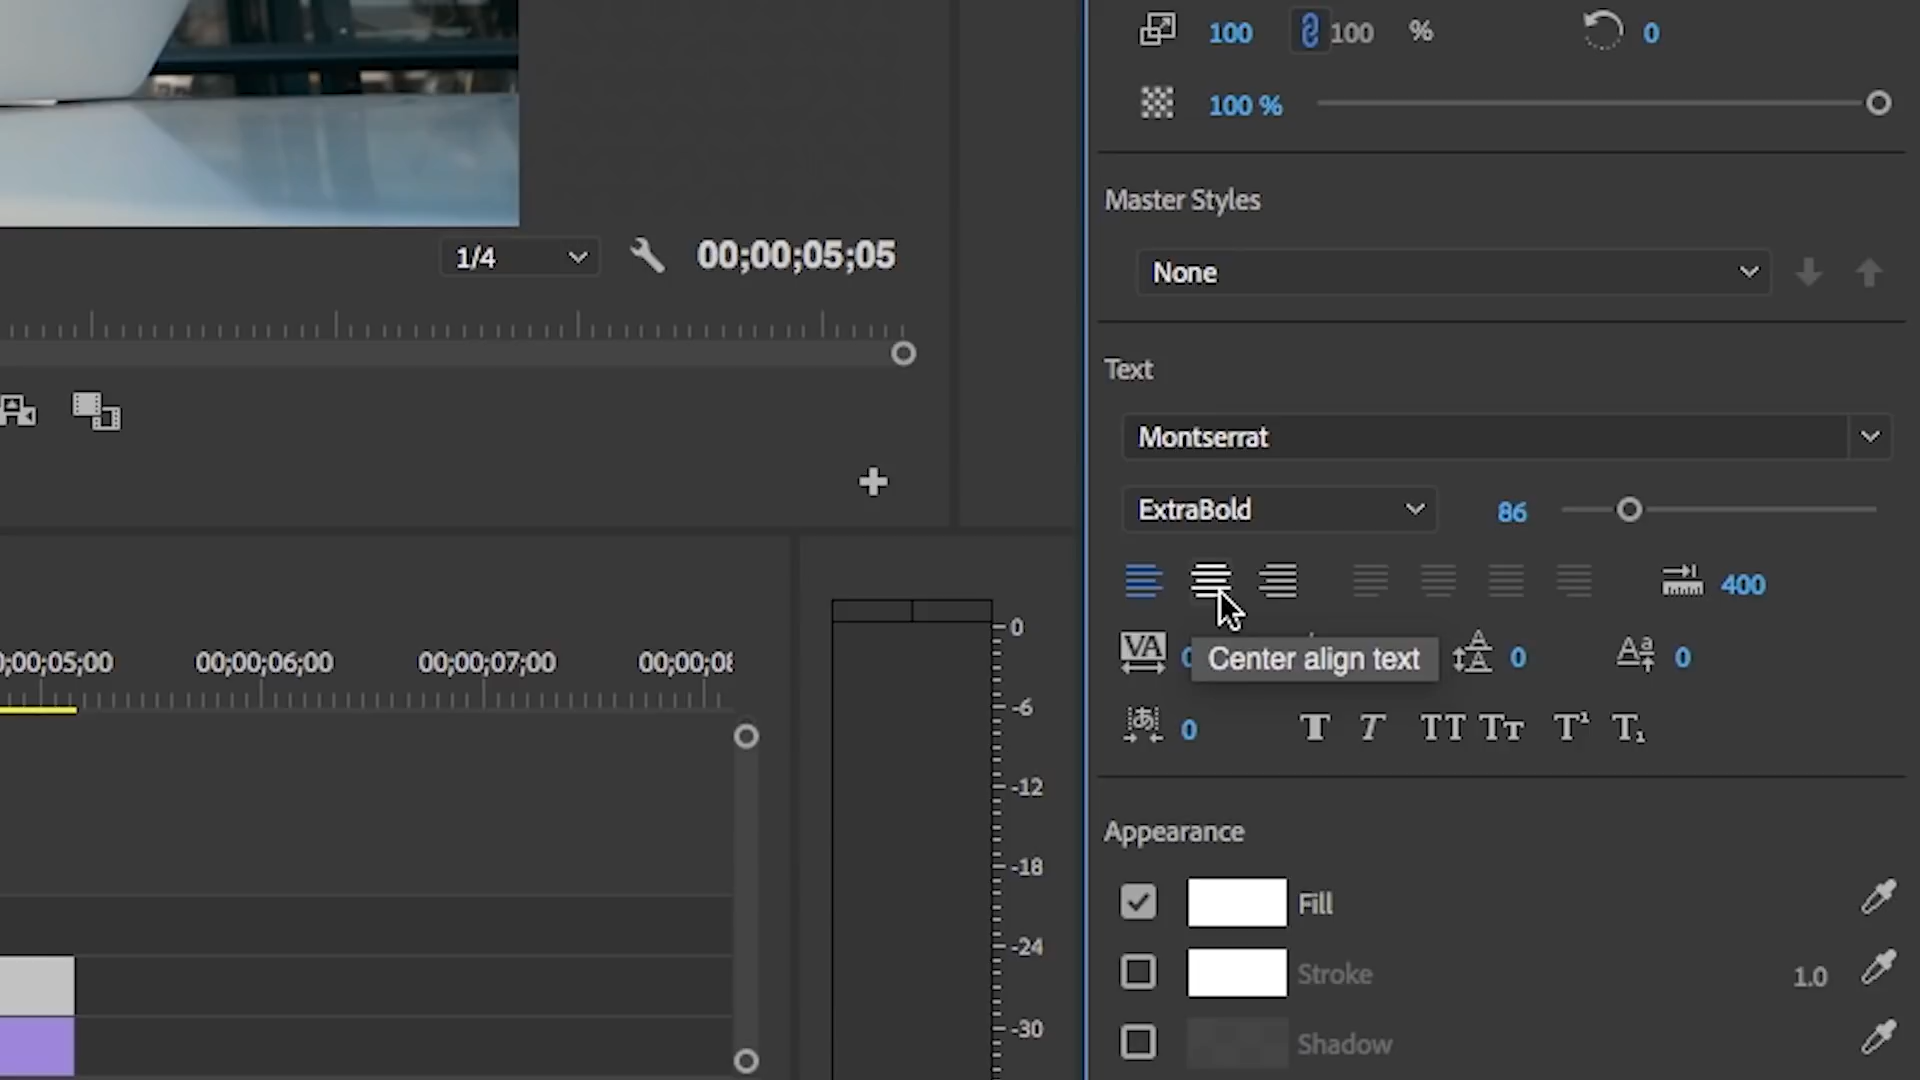 100 100 % 0
100 %
Master Styles
None
1/4 00;00;05;05
Text
Montserrat
ExtraBold 86
400
VA 0 Center align text 0 0
0 T T TT Tт T¹ T₁
;00;05;00 00;00;06;00 00;00;07;00 00;00;0
0
-6
-12
-18
-24
-30
Appearance
Fill
Stroke 1.0
Shadow